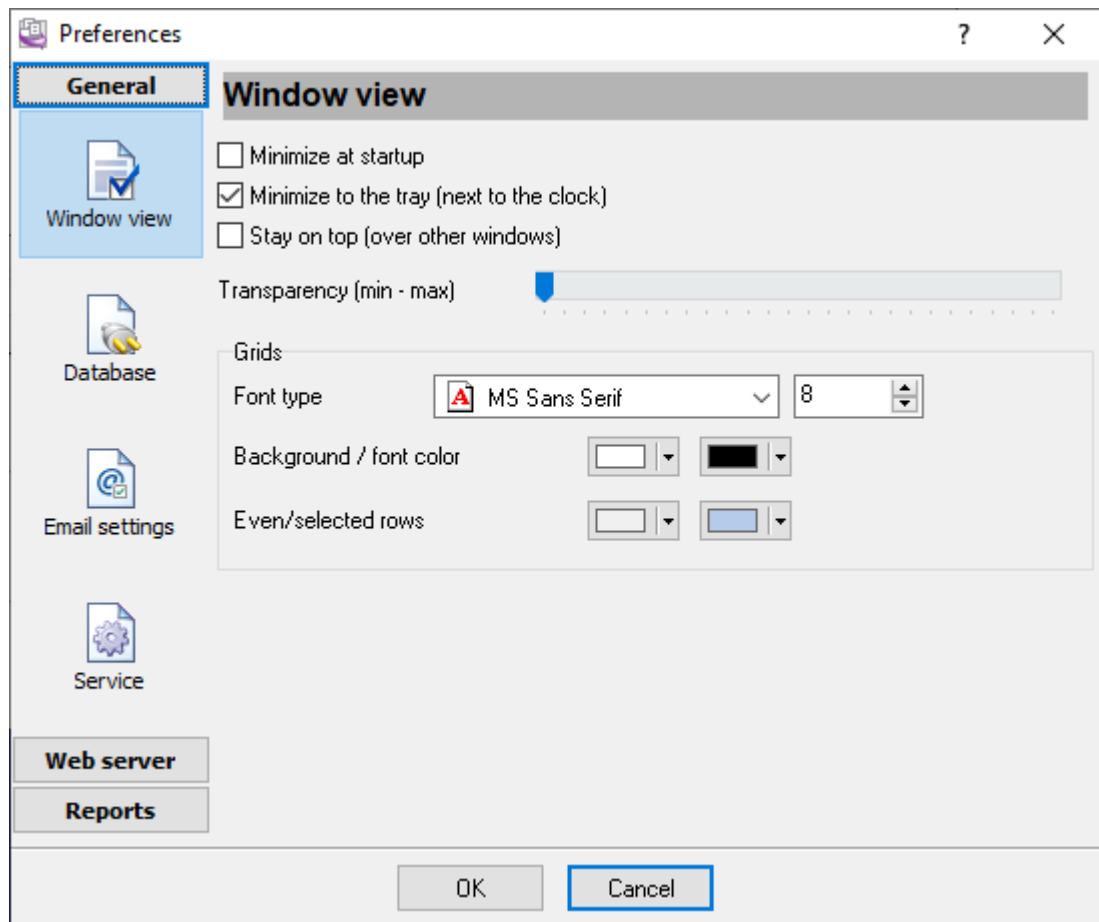 Preferences
?
General
Window view
Database
Email settings
Service
Web server
Reports
Window view
Minimize at startup
Minimize to the tray (next to the clock)
Stay on top (over other windows)
Transparency (min - max)
Grids
Font type
A MS Sans Serif
8
Background / font color
Even/selected rows
OK
Cancel